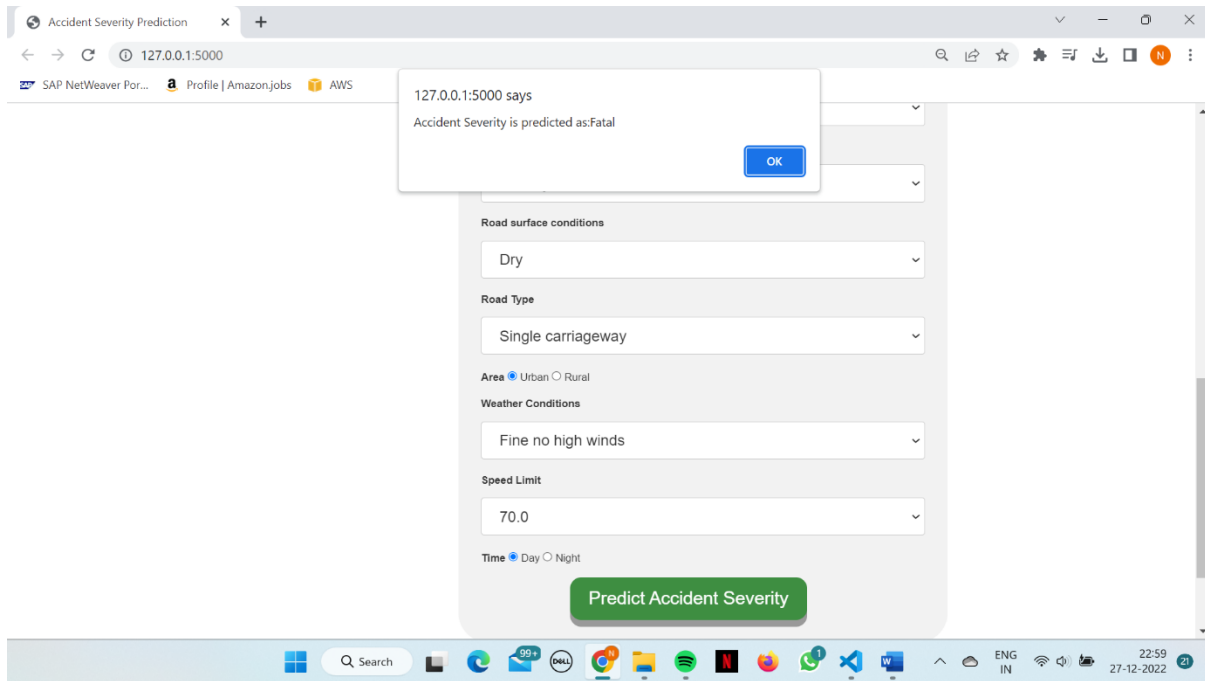 Accident Severity Prediction
127.0.0.1:5000
SAP NetWeaver Por... Profile | Amazon.jobs AWS
N
127.0.0.1:5000 says
Accident Severity is predicted as:Fatal
OK
Road surface conditions
Dry
Road Type
Single carriageway
Area Urban Rural
Weather Conditions
Fine no high winds
Speed Limit
70.0
Time Day Night
Predict Accident Severity
Search
99+
DELL
N
N
1
W
ENG
IN
22:59
27-12-2022
21